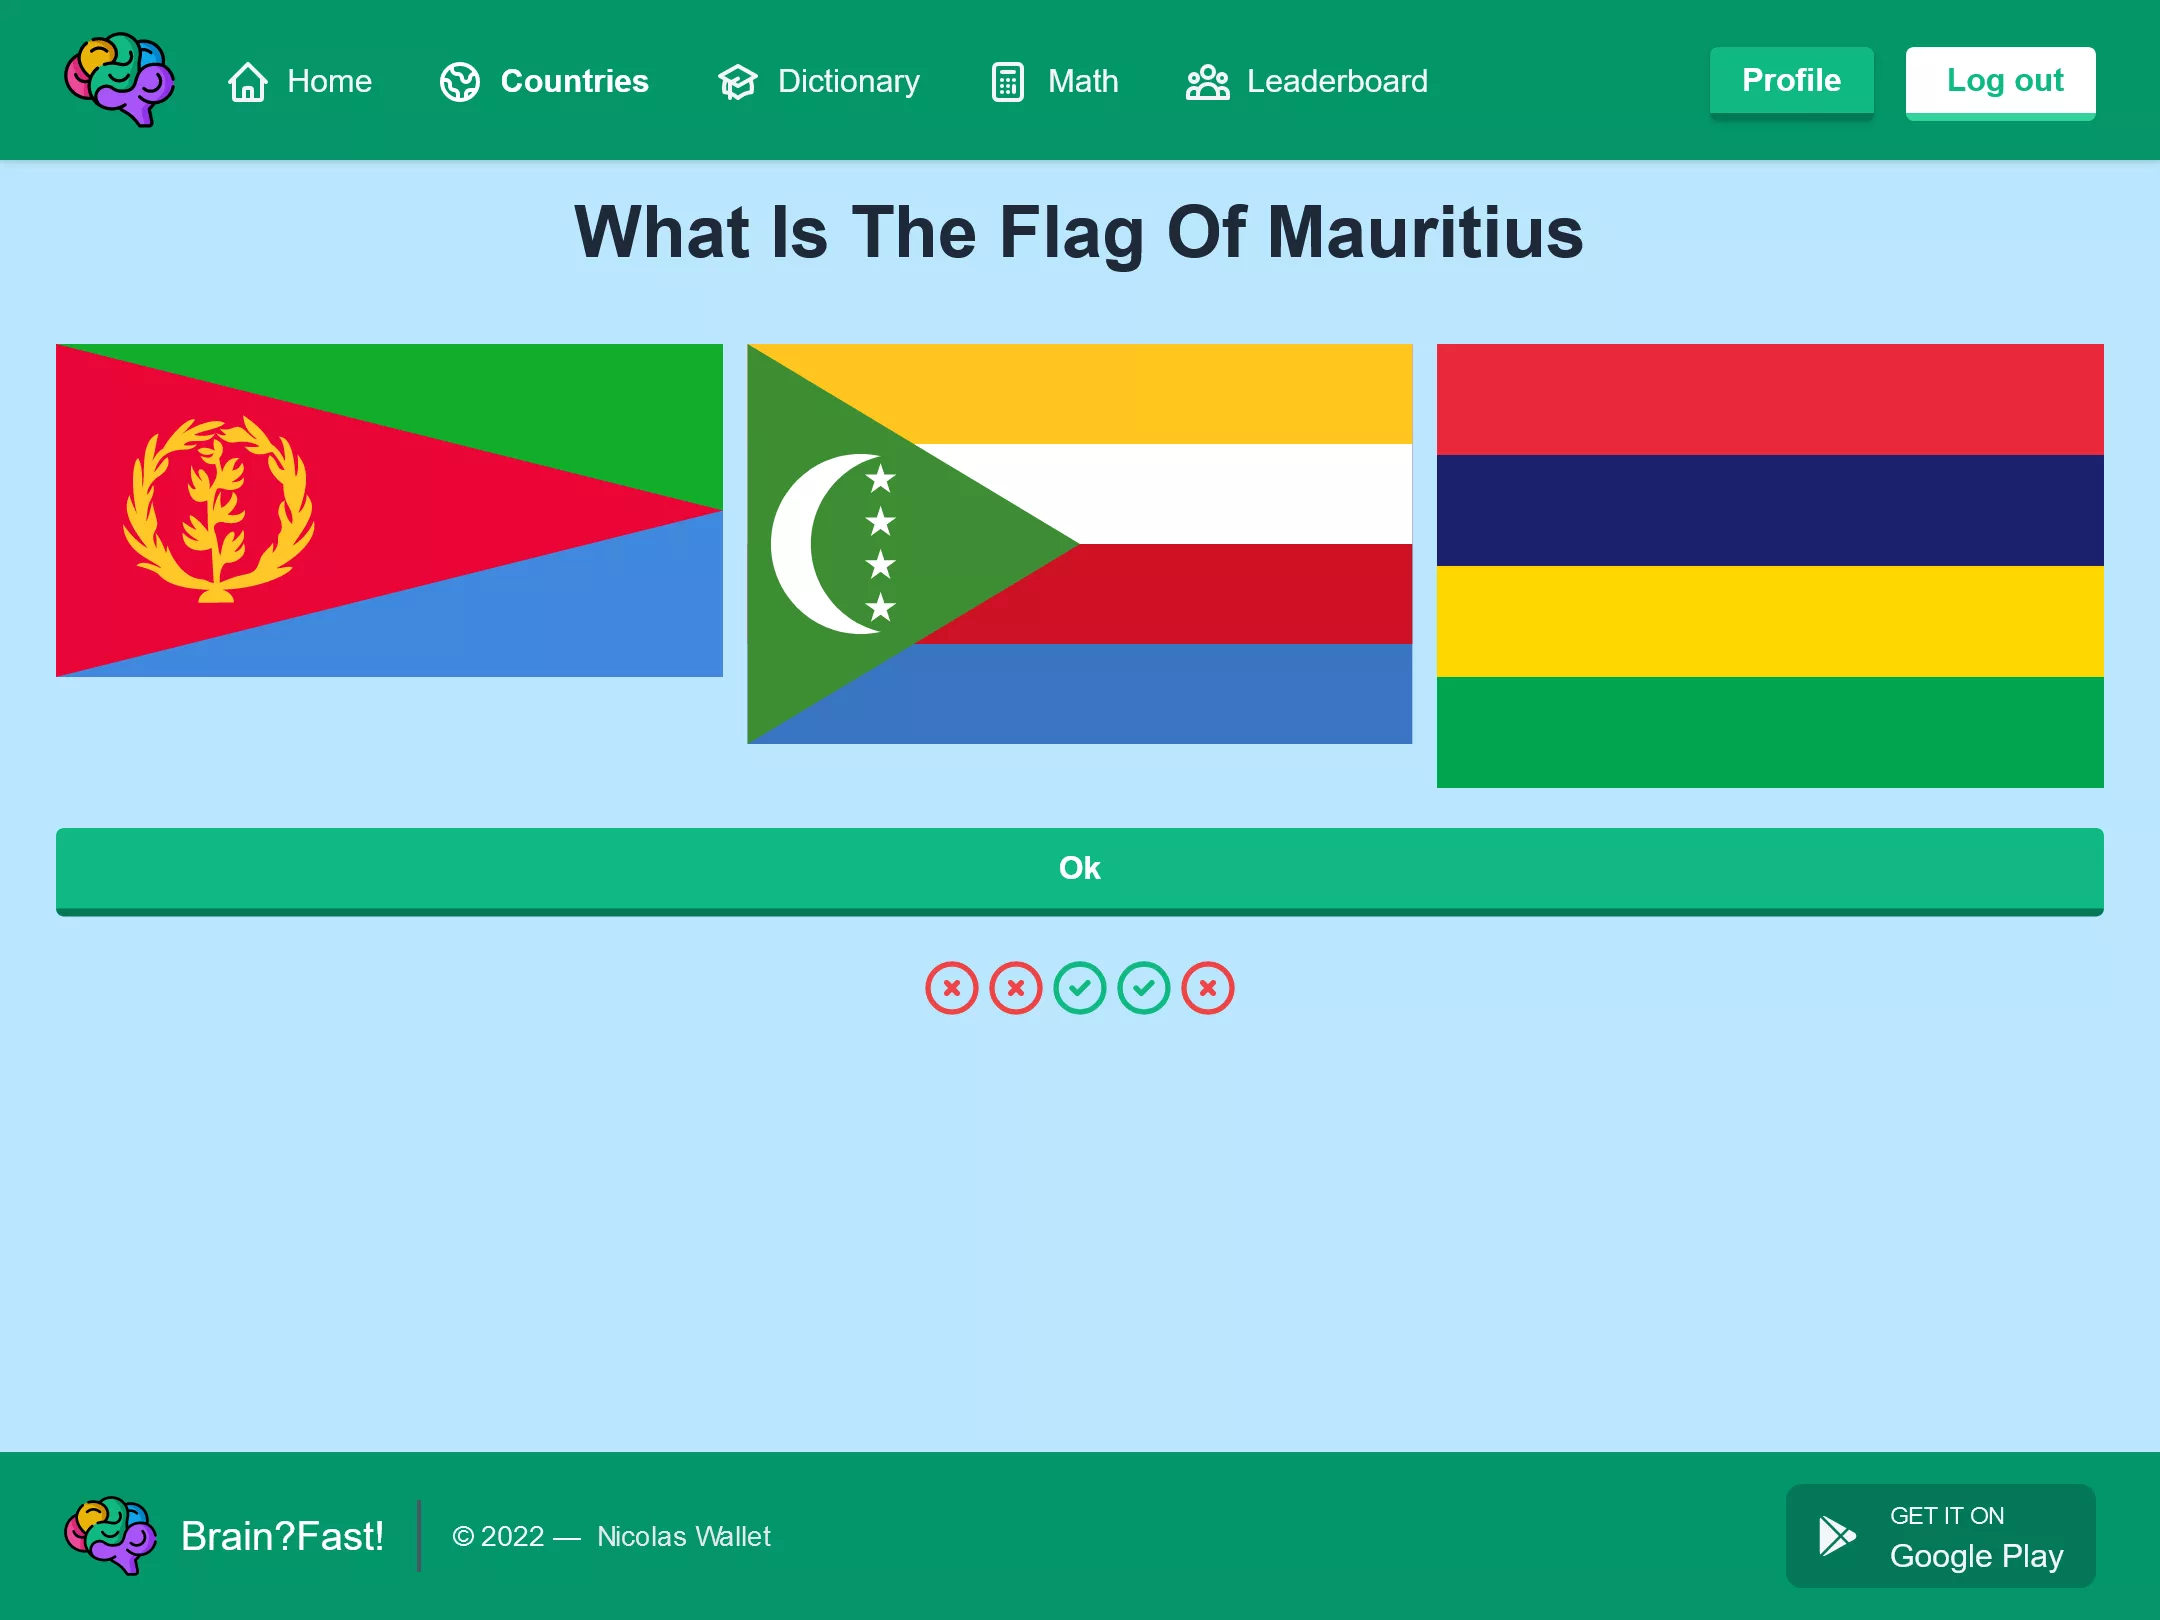 Home
Countries
Dictionary
Math
Leaderboard
Profile
Log out
What Is The Flag Of Mauritius
Ok
Brain?Fast!
© 2022 — Nicolas Wallet
GET IT ON
Google Play